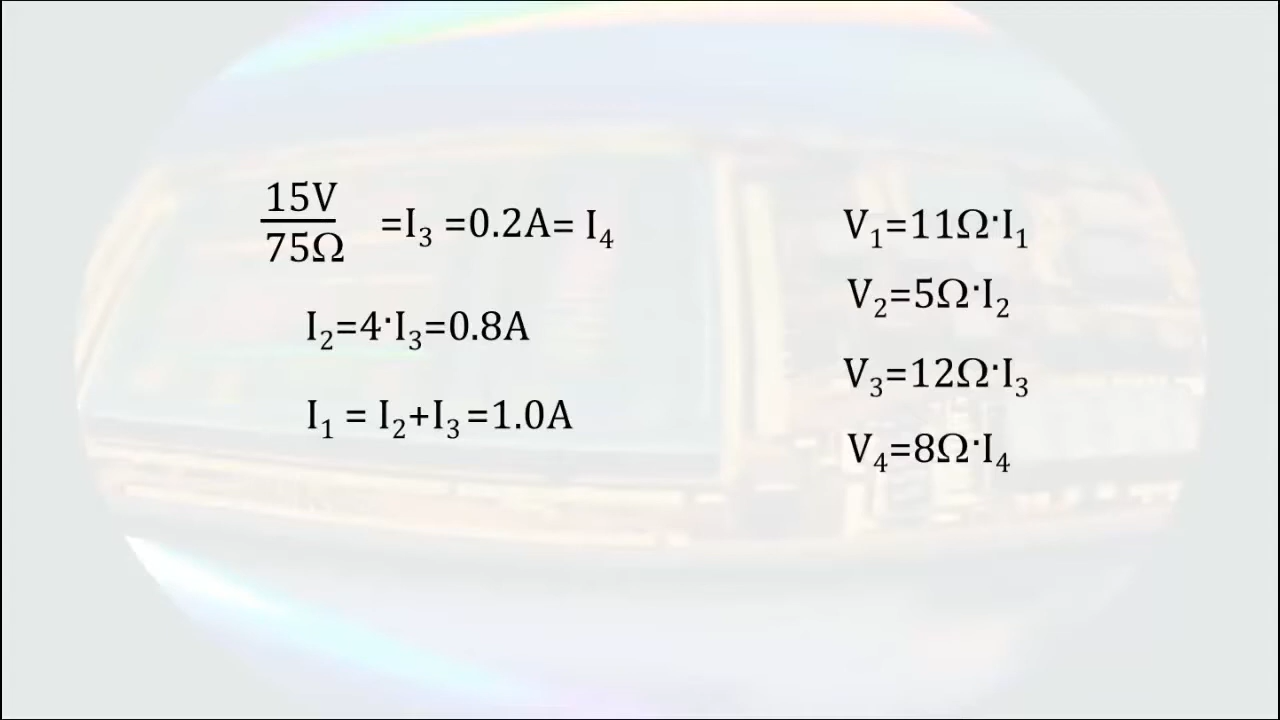 15V
75Ω =I₃ =0.2A= I₄
I₂=4·I₃=0.8A
I₁ = I₂+I₃ =1.0A
V₁=11Ω·I₁
V₂=5Ω·I₂
V₃=12Ω·I₃
V₄=8Ω·I₄